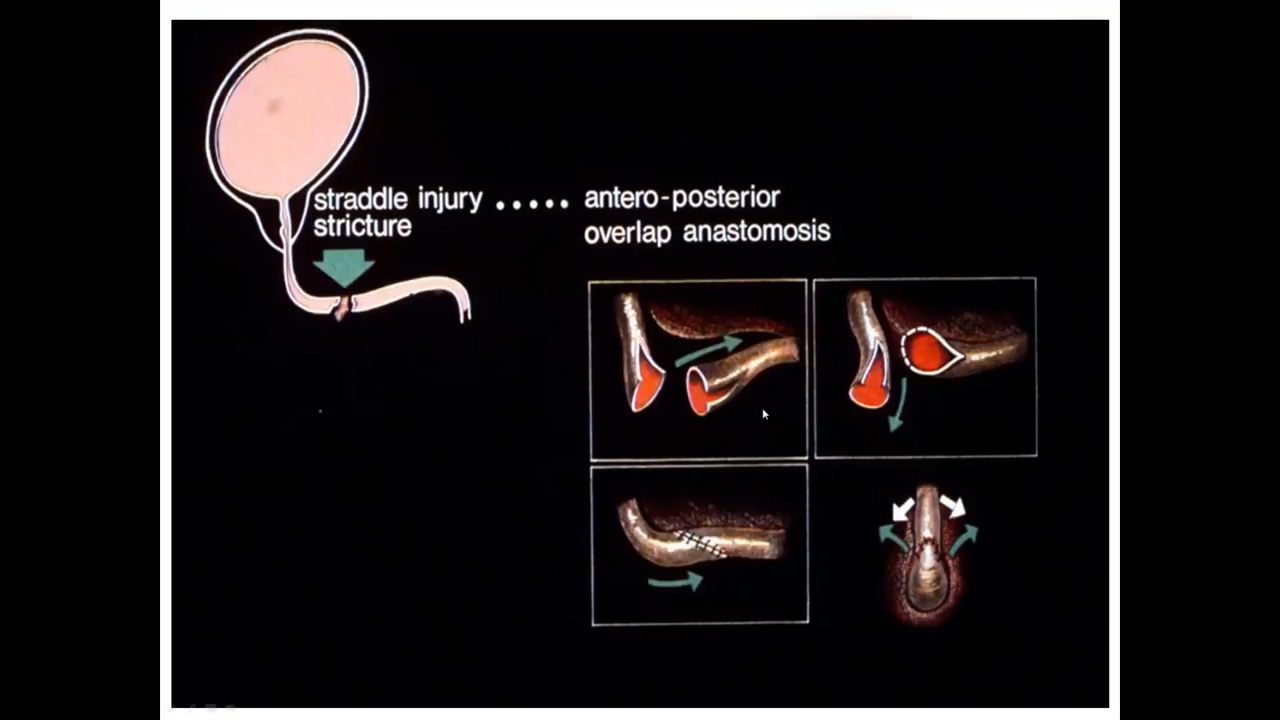 straddle injury ..... antero-posterior
stricture overlap anastomosis